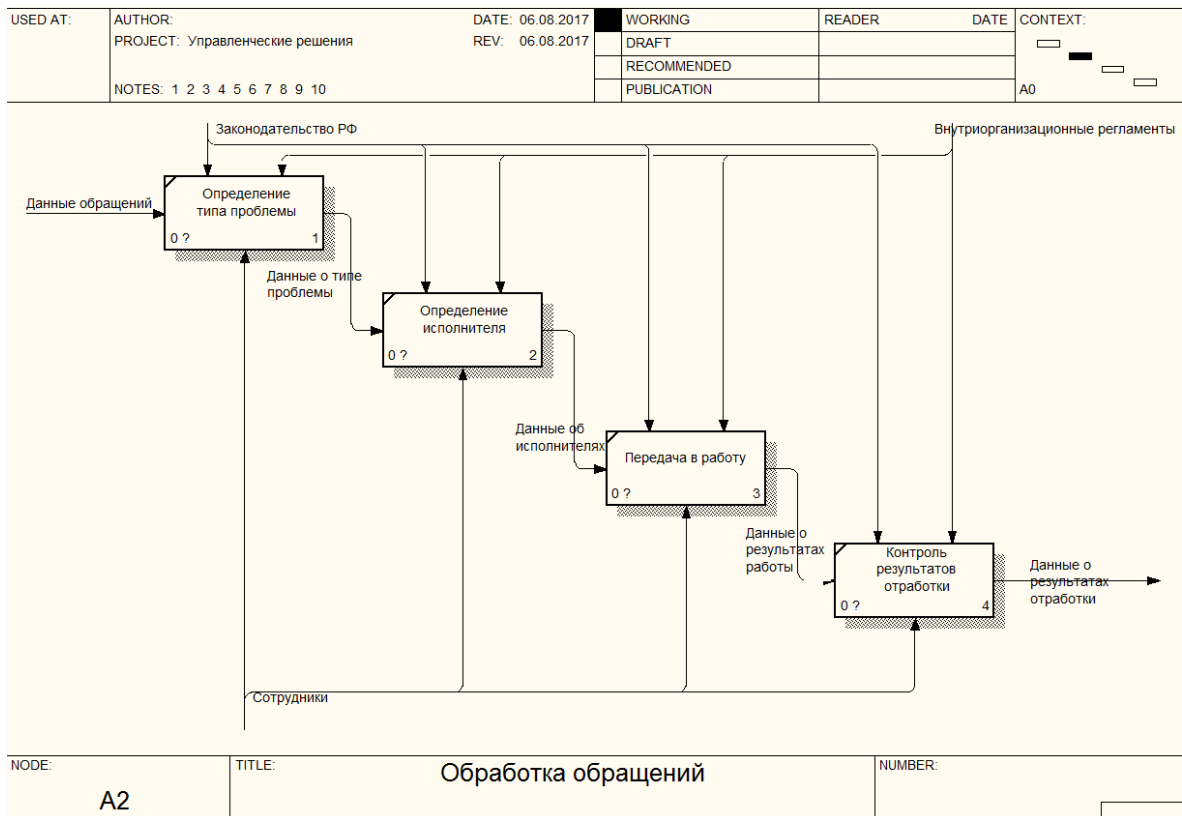 USED AT:
AUTHOR:
DATE: 06.08.2017
WORKING
READER
DATE
CONTEXT:
PROJECT: Управленческие решения
REV: 06.08.2017
DRAFT
RECOMMENDED
NOTES: 1 2 3 4 5 6 7 8 9 10
PUBLICATION
A0
Законодательство РФ
Внутриорганизационные регламенты
Данные обращений
Определение
типа проблемы
0 ?
1
Данные о типе
проблемы
Определение
исполнителя
0 ?
2
Данные об
исполнителях
Передача в работу
0 ?
3
Данные о
результатах
работы
Контроль
результатов
отработки
0 ?
4
Данные о
результатах
отработки
Сотрудники
NODE:
A2
TITLE:
Обработка обращений
NUMBER: